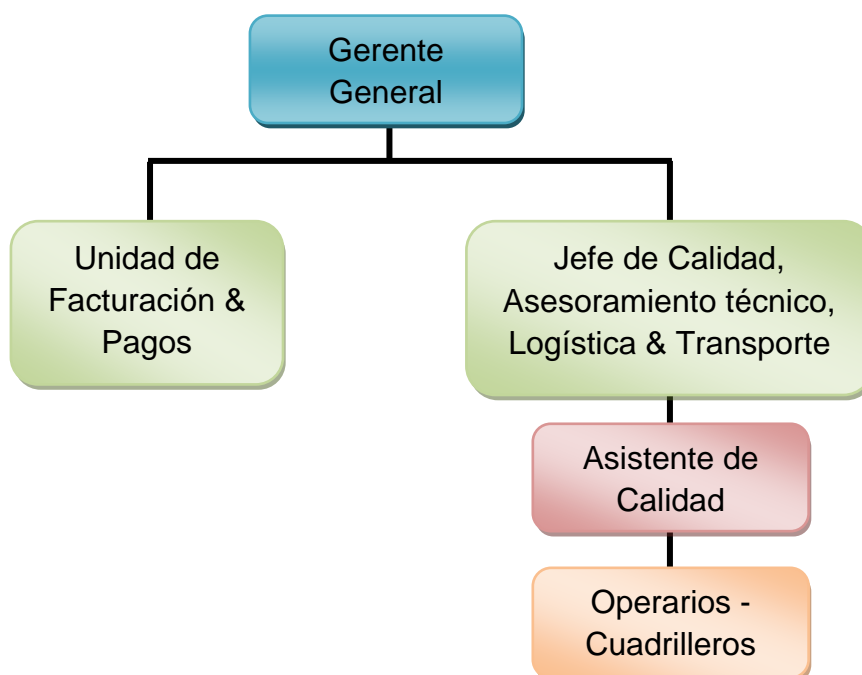 Gerente
General
Unidad de
Facturación &
Pagos
Jefe de Calidad,
Asesoramiento técnico,
Logística & Transporte
Asistente de
Calidad
Operarios -
Cuadrilleros